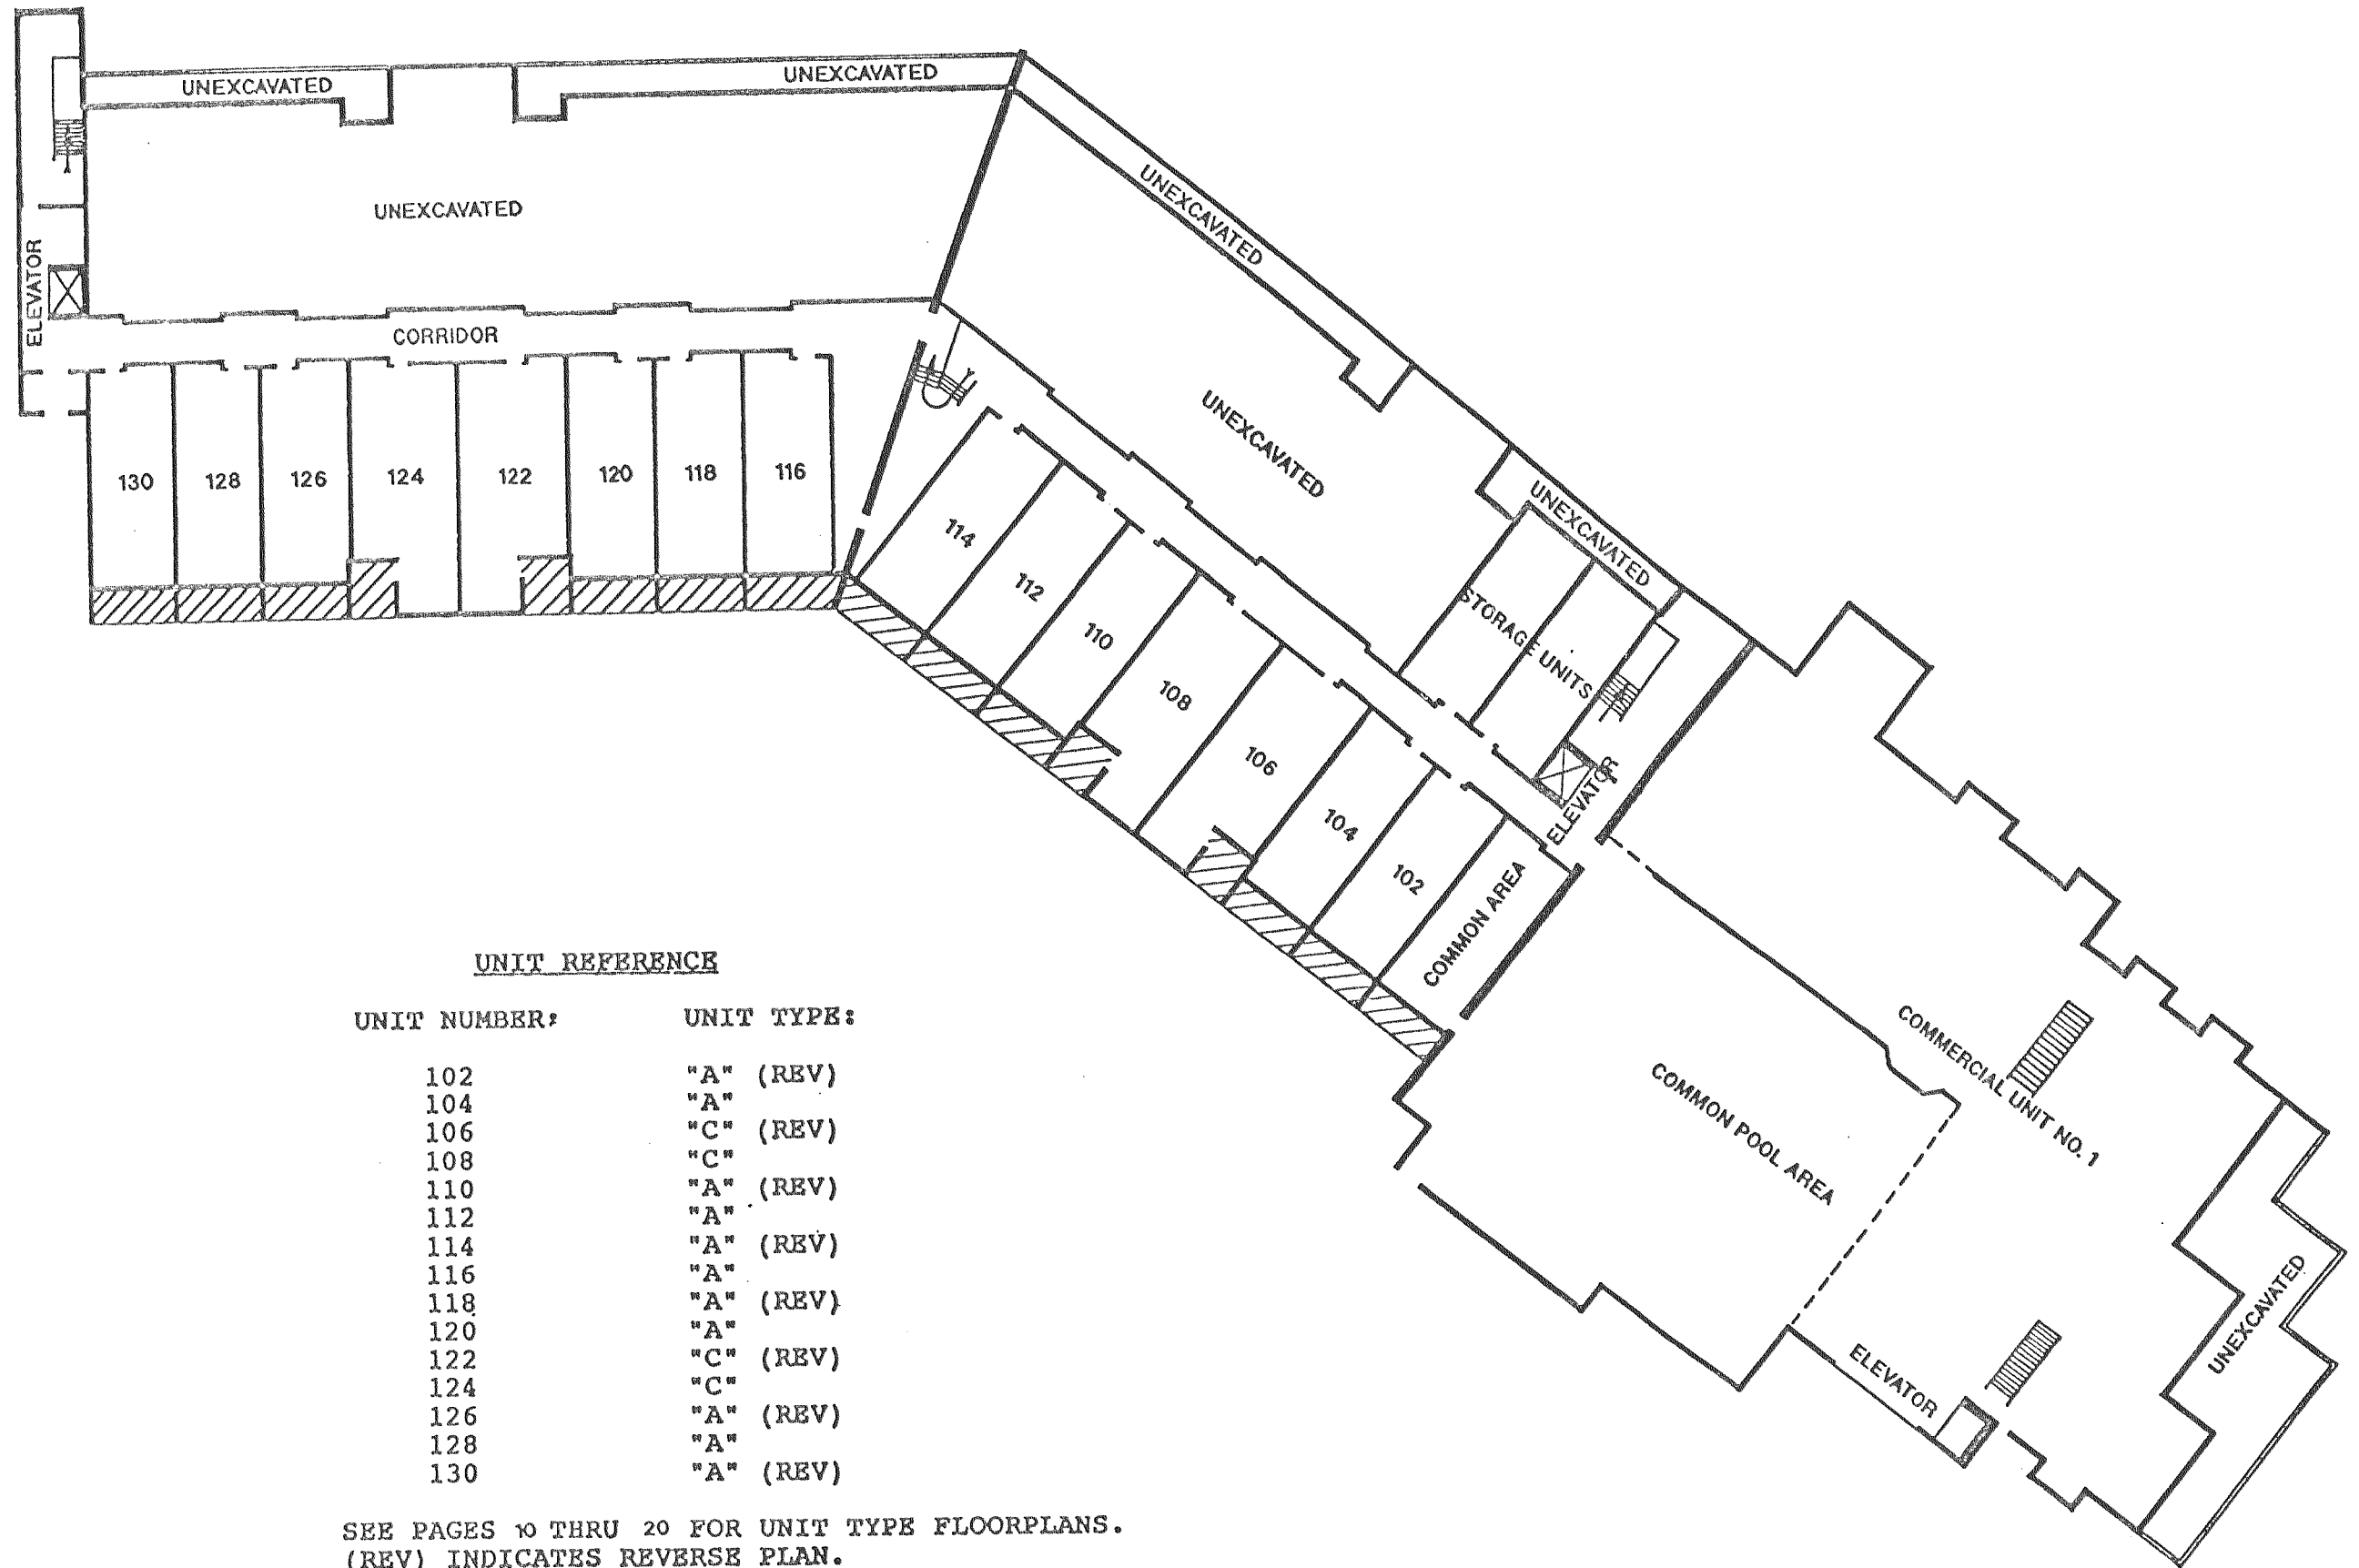 UNEXCAVATED
UNEXCAVATED
UNEXCAVATED
UNEXCAVATED
ELEVATOR
CORRIDOR
UNEXCAVATED
UNEXCAVATED
STORAGE UNITS
ELEVATOR
130
128
126
124
122
120
118
116
114
112
110
108
106
104
102
COMMON AREA
COMMON POOL AREA
COMMERCIAL UNIT NO. 1
UNEXCAVATED
ELEVATOR
UNIT REFERENCE
UNIT NUMBER: UNIT TYPE:
102 "A" (REV)
104 "A"
106 "C" (REV)
108 "C"
110 "A" (REV)
112 "A"
114 "A" (REV)
116 "A"
118 "A" (REV)
120 "A"
122 "C" (REV)
124 "C"
126 "A" (REV)
128 "A"
130 "A" (REV)
SEE PAGES 10 THRU 20 FOR UNIT TYPE FLOORPLANS.
(REV) INDICATES REVERSE PLAN.